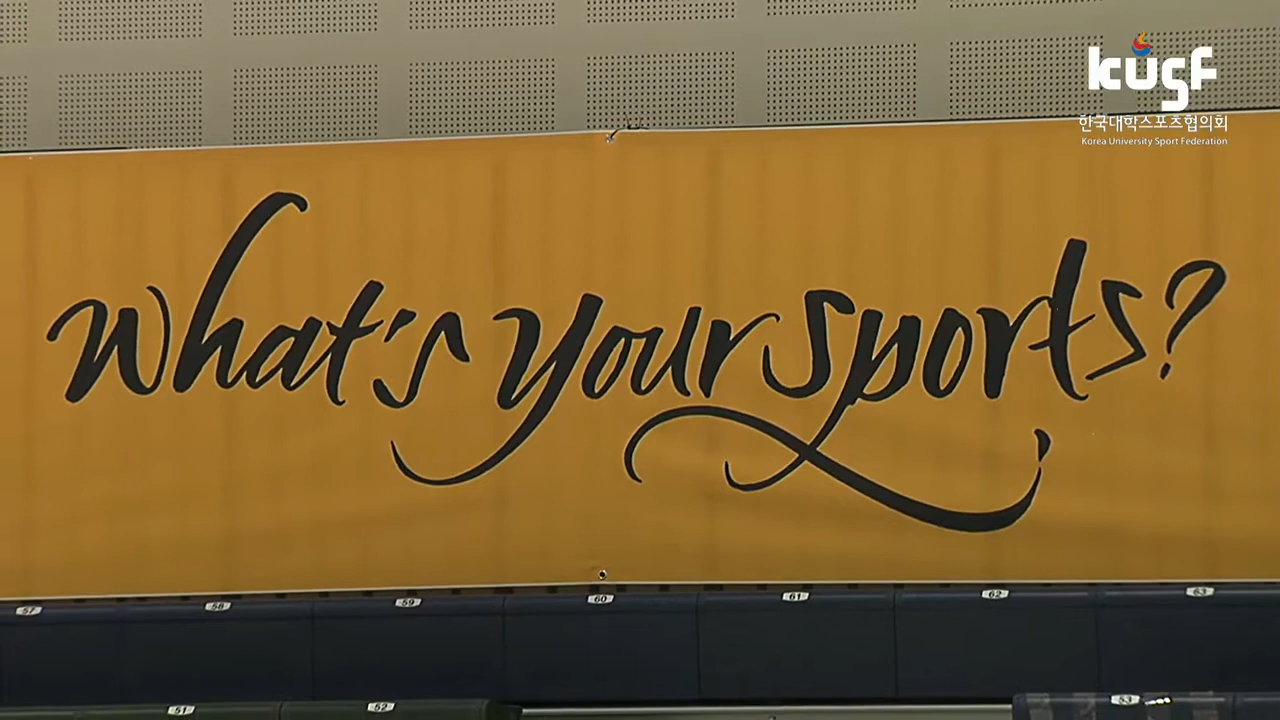 kusf
한국대학스포츠협의회
Korea University Sport Federation
What's your sports?
57 58 59 60 61 62 63
51 52 53